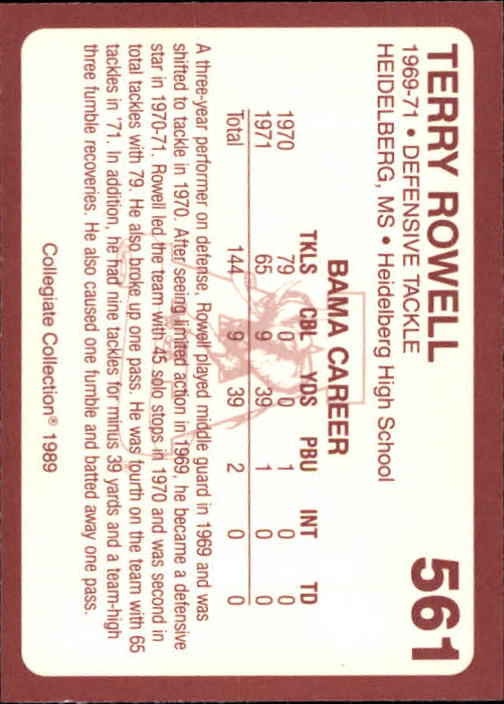 TERRY ROWELL 561
1969-71 • DEFENSIVE TACKLE
HEIDELBERG, MS • Heidelberg High School
BAMA CAREER
TKLS CBL YDS PBU INT TD
1970 79 0 0 1 0 0
1971 65 9 39 1 0 0
Total 144 9 39 2 0 0
A three-year performer on defense, Rowell played middle guard in 1969 and was
shifted to tackle in 1970. After seeing limited action in 1969, he became a defensive
star in 1970-71. Rowell led the team with 45 solo stops in 1970 and was second in
total tackles with 79. He also broke up one pass. He was fourth on the team with 65
tackles in '71. In addition, he had nine tackles for minus 39 yards and a team-high
three fumble recoveries. He also caused one fumble and batted away one pass.
Collegiate Collection® 1989